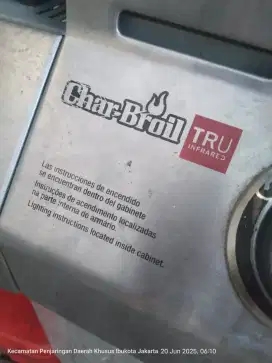 Char-Broil
TRU
INFRARED
Las instrucciones de encendido
se encuentran dentro del gabinete
Instruções de acendimento localizadas
na parte interna do armário.
Lighting instructions located inside cabinet.
Kecamatan Penjaringan Daerah Khusus Ibukota Jakarta 20 Jun 2025, 06:10